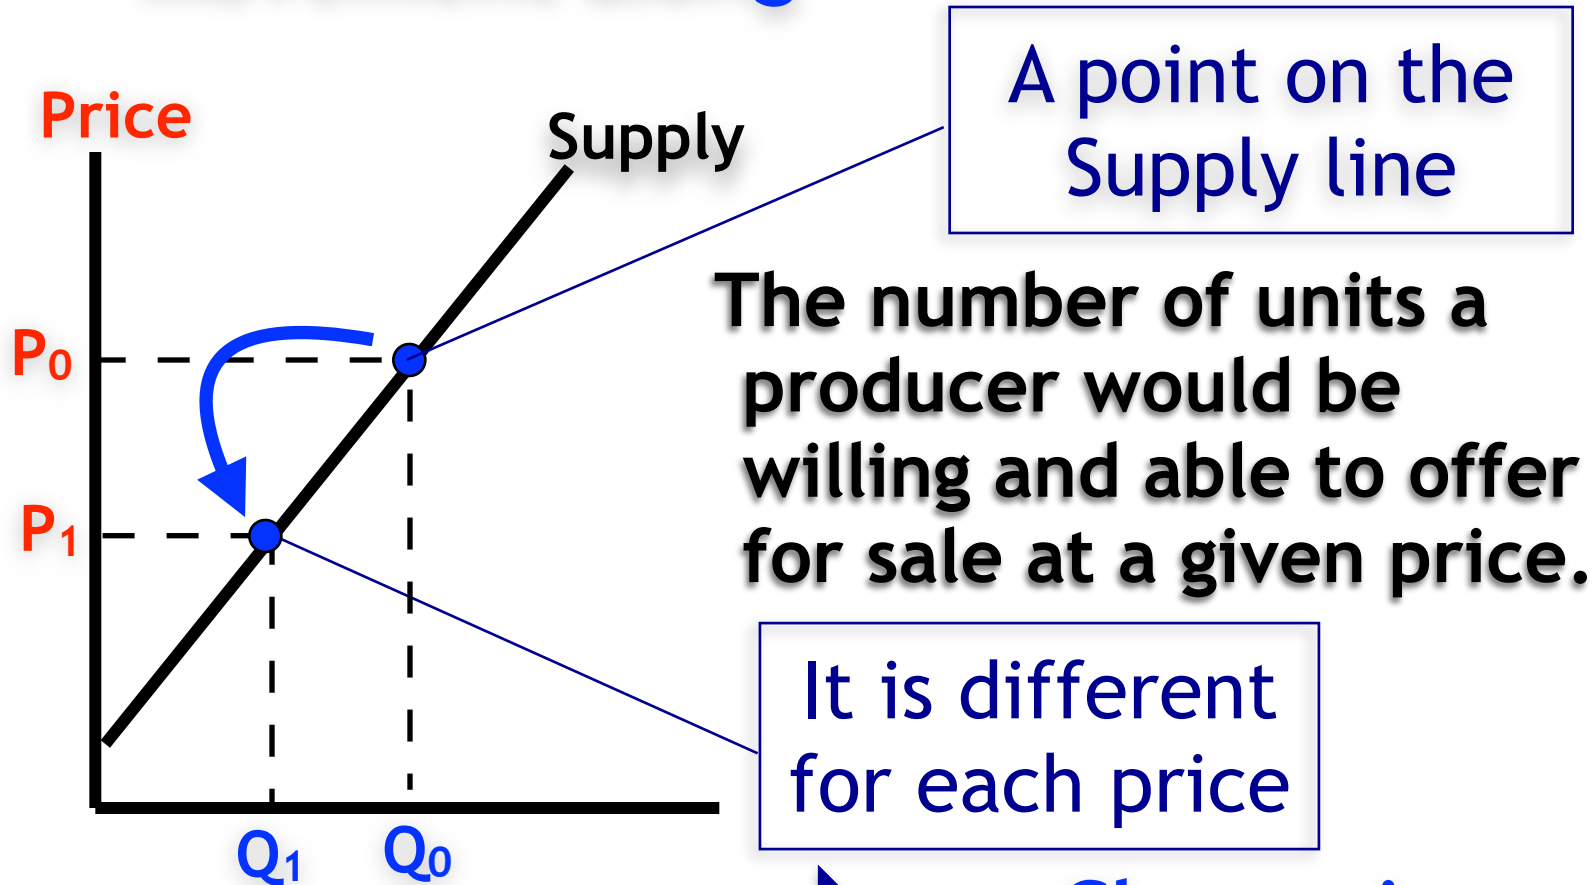 Price
Supply
A point on the
Supply line
P₀
P₁
Q₁
Q₀
The number of units a
producer would be
willing and able to offer
for sale at a given price.
It is different
for each price